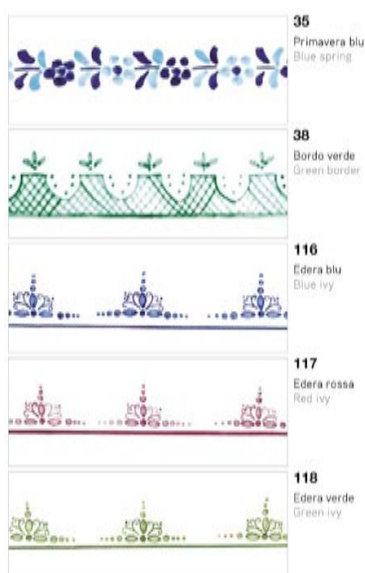 35
Primavera blu
Blue spring
38
Bordo verde
Green border
116
Edera blu
Blue ivy
117
Edera rossa
Red ivy
118
Edera verde
Green ivy